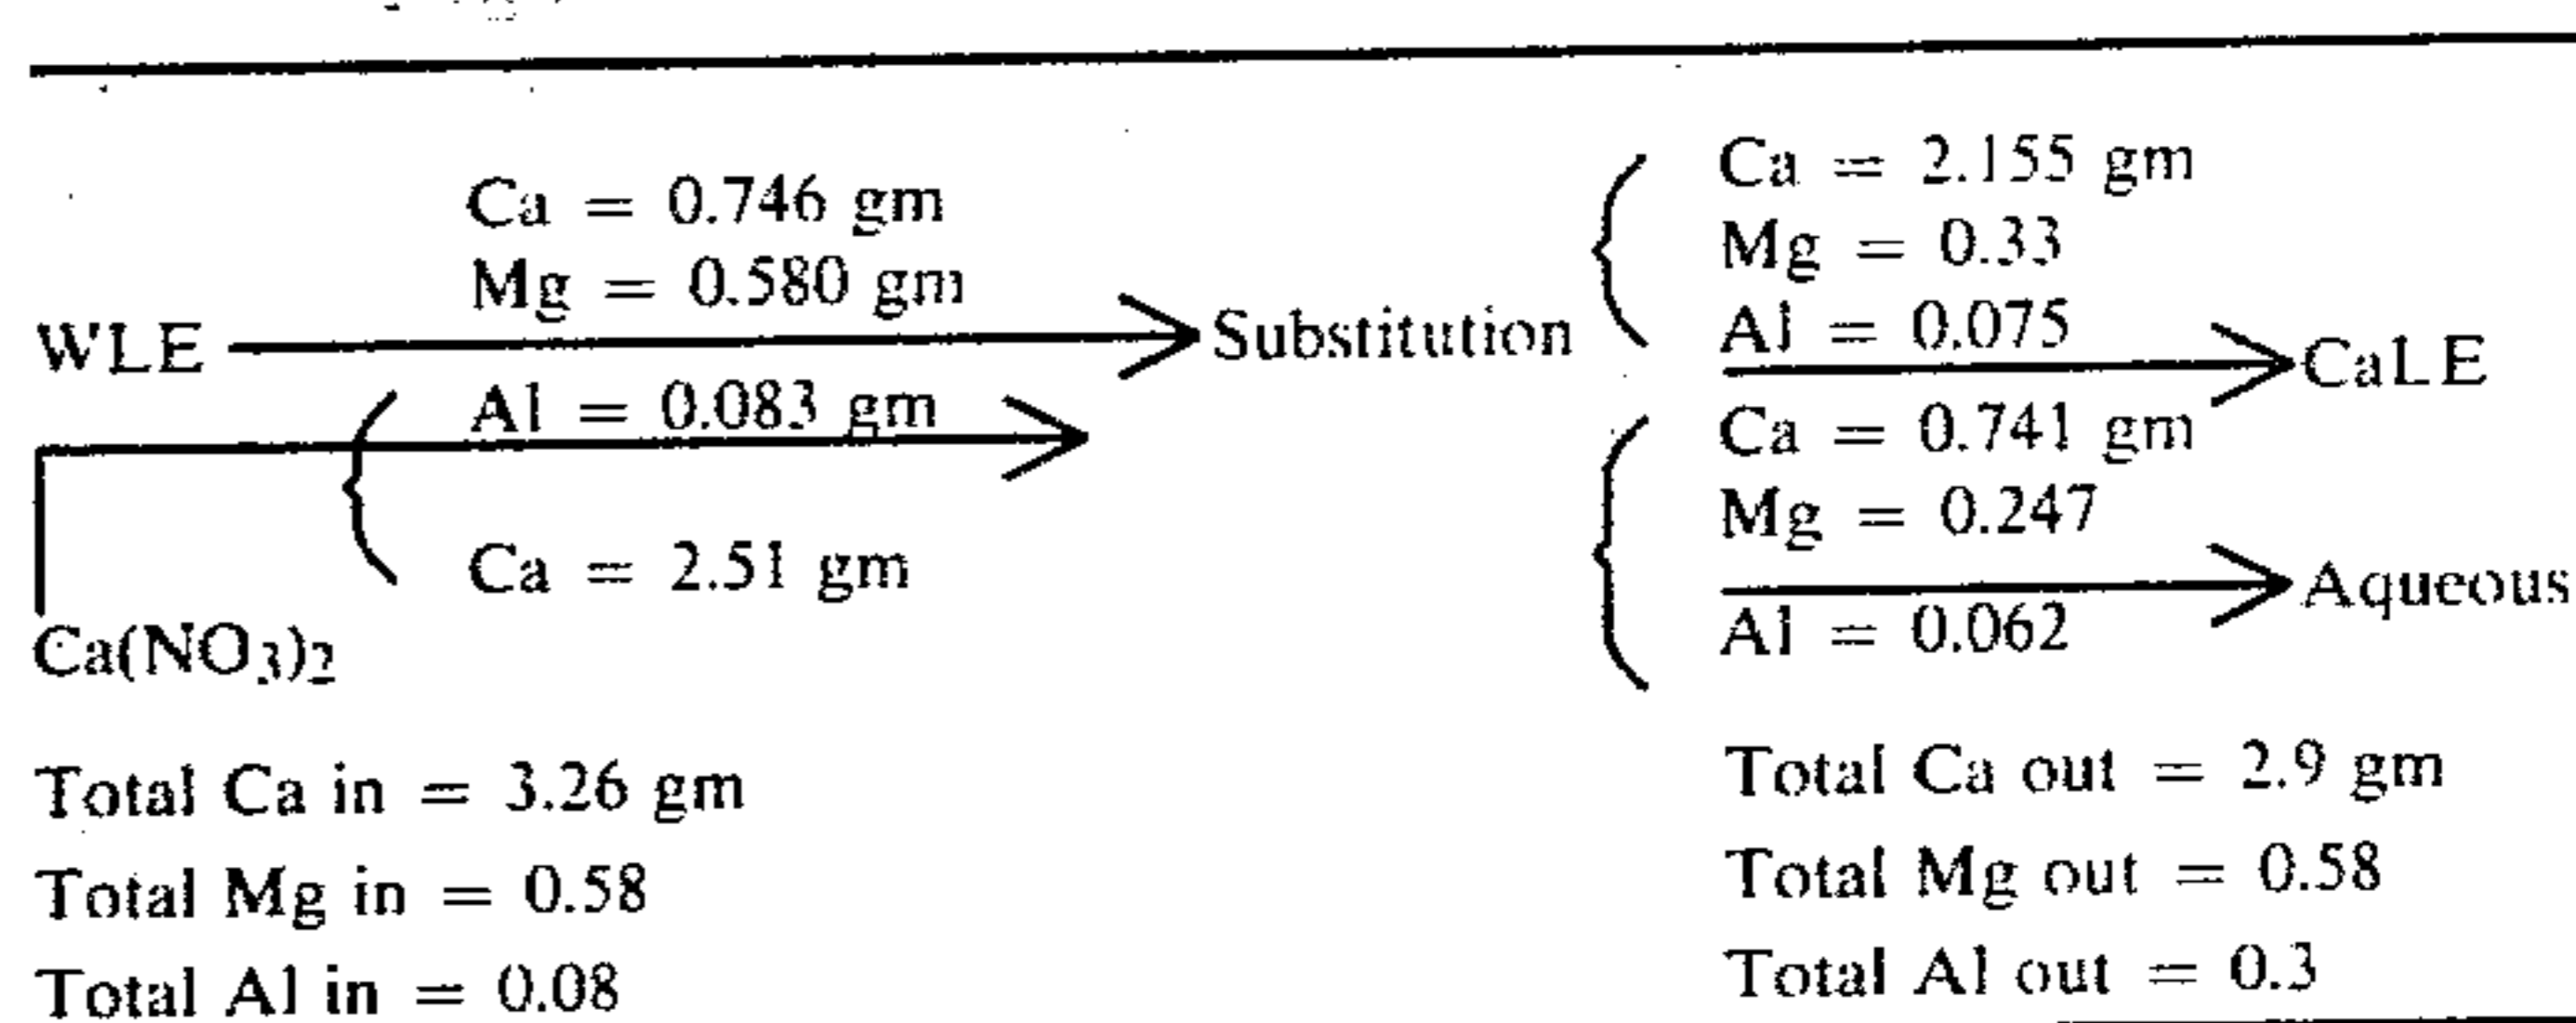 Ca = 0.746 gm
Mg = 0.580 gm
WLE
Substitution
Al = 0.083 gm
Ca = 2.51 gm
Ca(NO3)2
Ca = 2.155 gm
Mg = 0.33
Al = 0.075
CaLE
Ca = 0.741 gm
Mg = 0.247
Aqueous
Al = 0.062
Total Ca in = 3.26 gm
Total Mg in = 0.58
Total Al in = 0.08
Total Ca out = 2.9 gm
Total Mg out = 0.58
Total Al out = 0.3